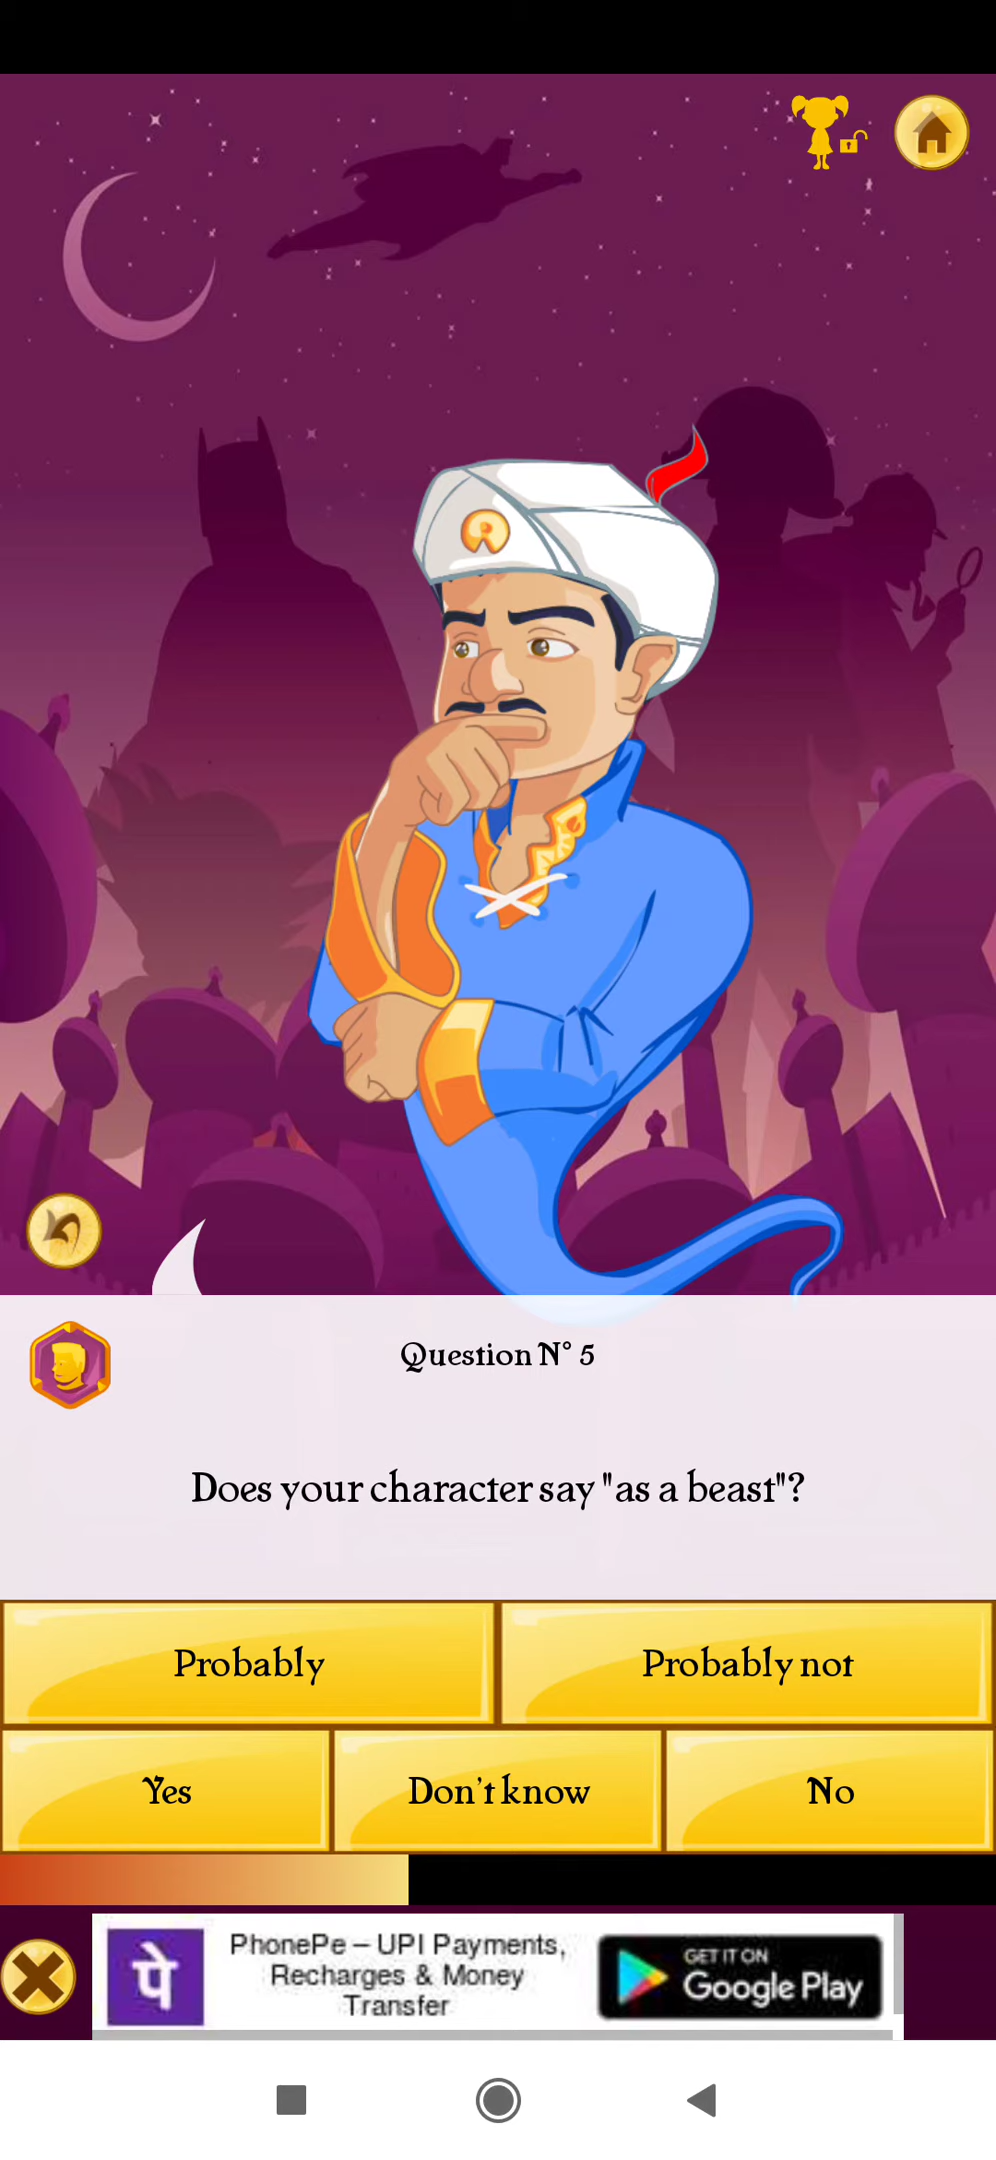 Question N° 5
Does your character say "as a beast"?
Probably
Probably not
Yes
Don't know
No
पे
PhonePe – UPI Payments,
Recharges & Money
Transfer
GET IT ON
Google Play